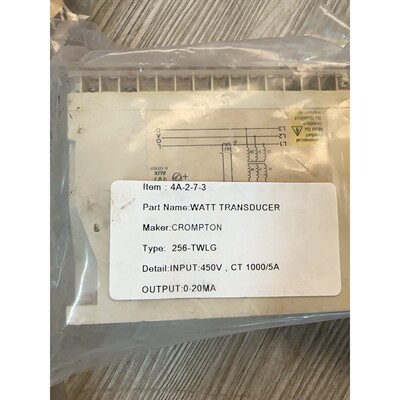 Item : 4A-2-7-3
Part Name:WATT TRANSDUCER
Maker:CROMPTON
Type: 256-TWLG
Detail:INPUT:450V , CT 1000/5A
OUTPUT:0-20MA
AUX